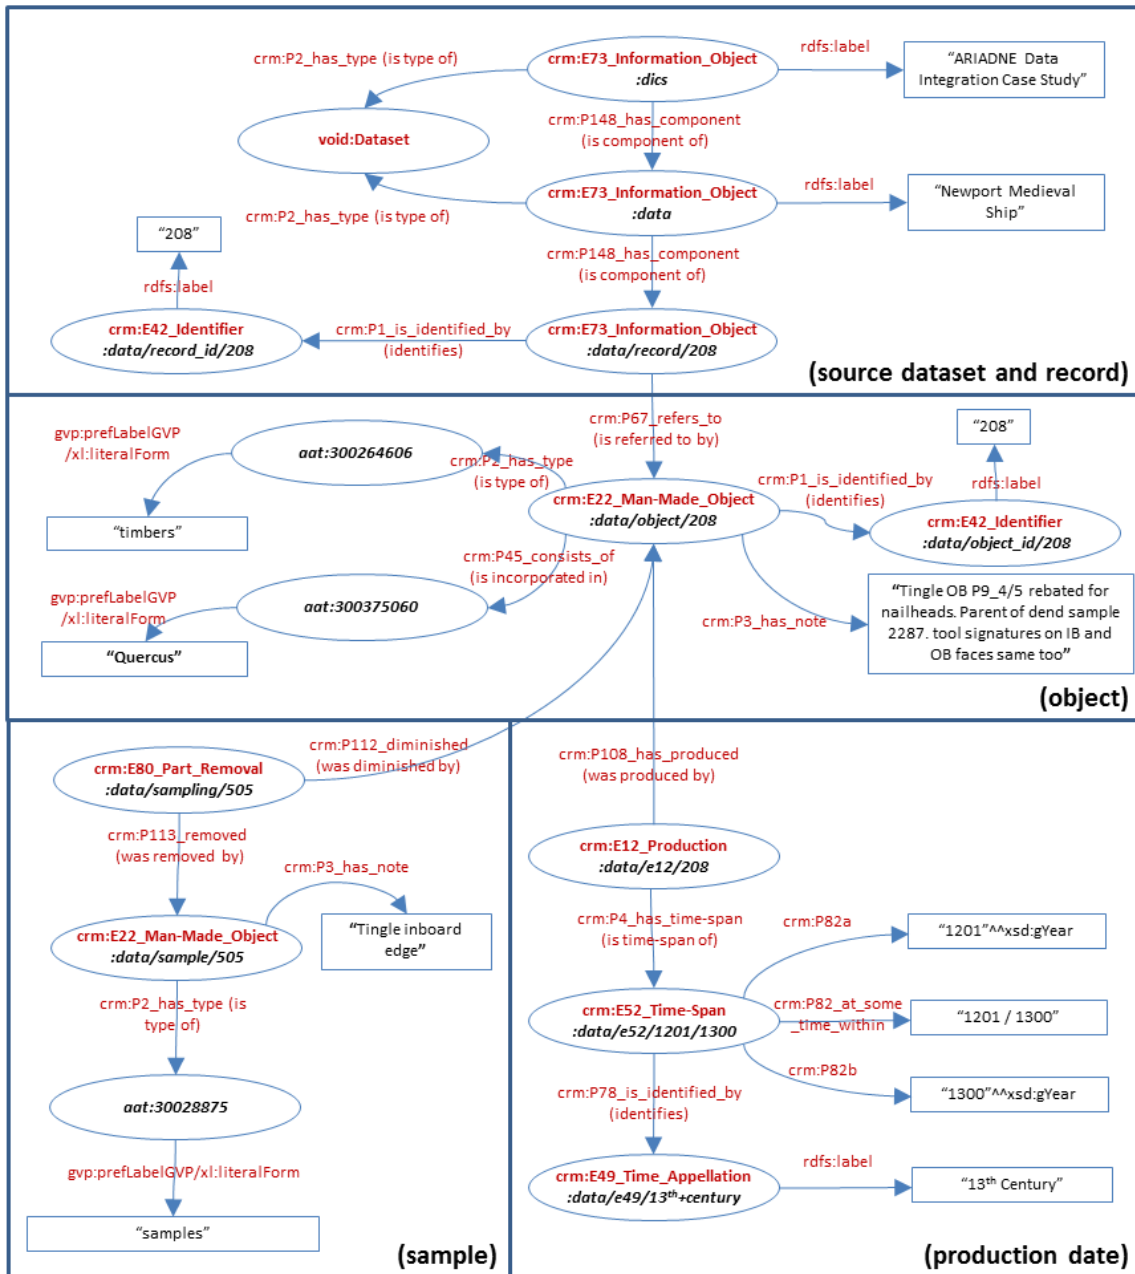 crm:E73_Information_Object
:dics
rdfs:label
"ARIADNE Data
Integration Case Study"
crm:P2_has_type (is type of)
void:Dataset
crm:P148_has_component
(is component of)
crm:E73_Information_Object
:data
rdfs:label
"Newport Medieval
Ship"
crm:P2_has_type (is type of)
"208"
rdfs:label
crm:P148_has_component
(is component of)
crm:E42_Identifier
:data/record_id/208
crm:P1_is_identified_by
(identifies)
crm:E73_Information_Object
:data/record/208
(source dataset and record)
crm:P67_refers_to
(is referred to by)
gvp:prefLabelGVP
/xl:literalForm
aat:300264606
crm:P2_has_type
(is type of)
"timbers"
crm:E22_Man-Made_Object
:data/object/208
crm:P1_is_identified_by
(identifies)
"208"
rdfs:label
crm:E42_Identifier
:data/object_id/208
crm:P45_consists_of
(is incorporated in)
gvp:prefLabelGVP
/xl:literalForm
aat:300375060
"Quercus"
crm:P3_has_note
"Tingle OB P9_4/5 rebated for
nailheads. Parent of dend sample
2287. tool signatures on IB and
OB faces same too"
(object)
crm:E80_Part_Removal
:data/sampling/505
crm:P112_diminished
(was diminished by)
crm:P113_removed
(was removed by)
crm:P3_has_note
"Tingle inboard
edge"
crm:E22_Man-Made_Object
:data/sample/505
crm:P2_has_type (is
type of)
aat:30028875
gvp:prefLabelGVP/xl:literalForm
"samples"
(sample)
crm:P108_has_produced
(was produced by)
crm:E12_Production
:data/e12/208
crm:P4_has_time-span
(is time-span of)
crm:P82a
"1201"^^xsd:gYear
crm:E52_Time-Span
:data/e52/1201/1300
crm:P82_at_some
_time_within
"1201 / 1300"
crm:P82b
"1300"^^xsd:gYear
crm:P78_is_identified_by
(identifies)
crm:E49_Time_Appellation
:data/e49/13th+century
rdfs:label
"13th Century"
(production date)